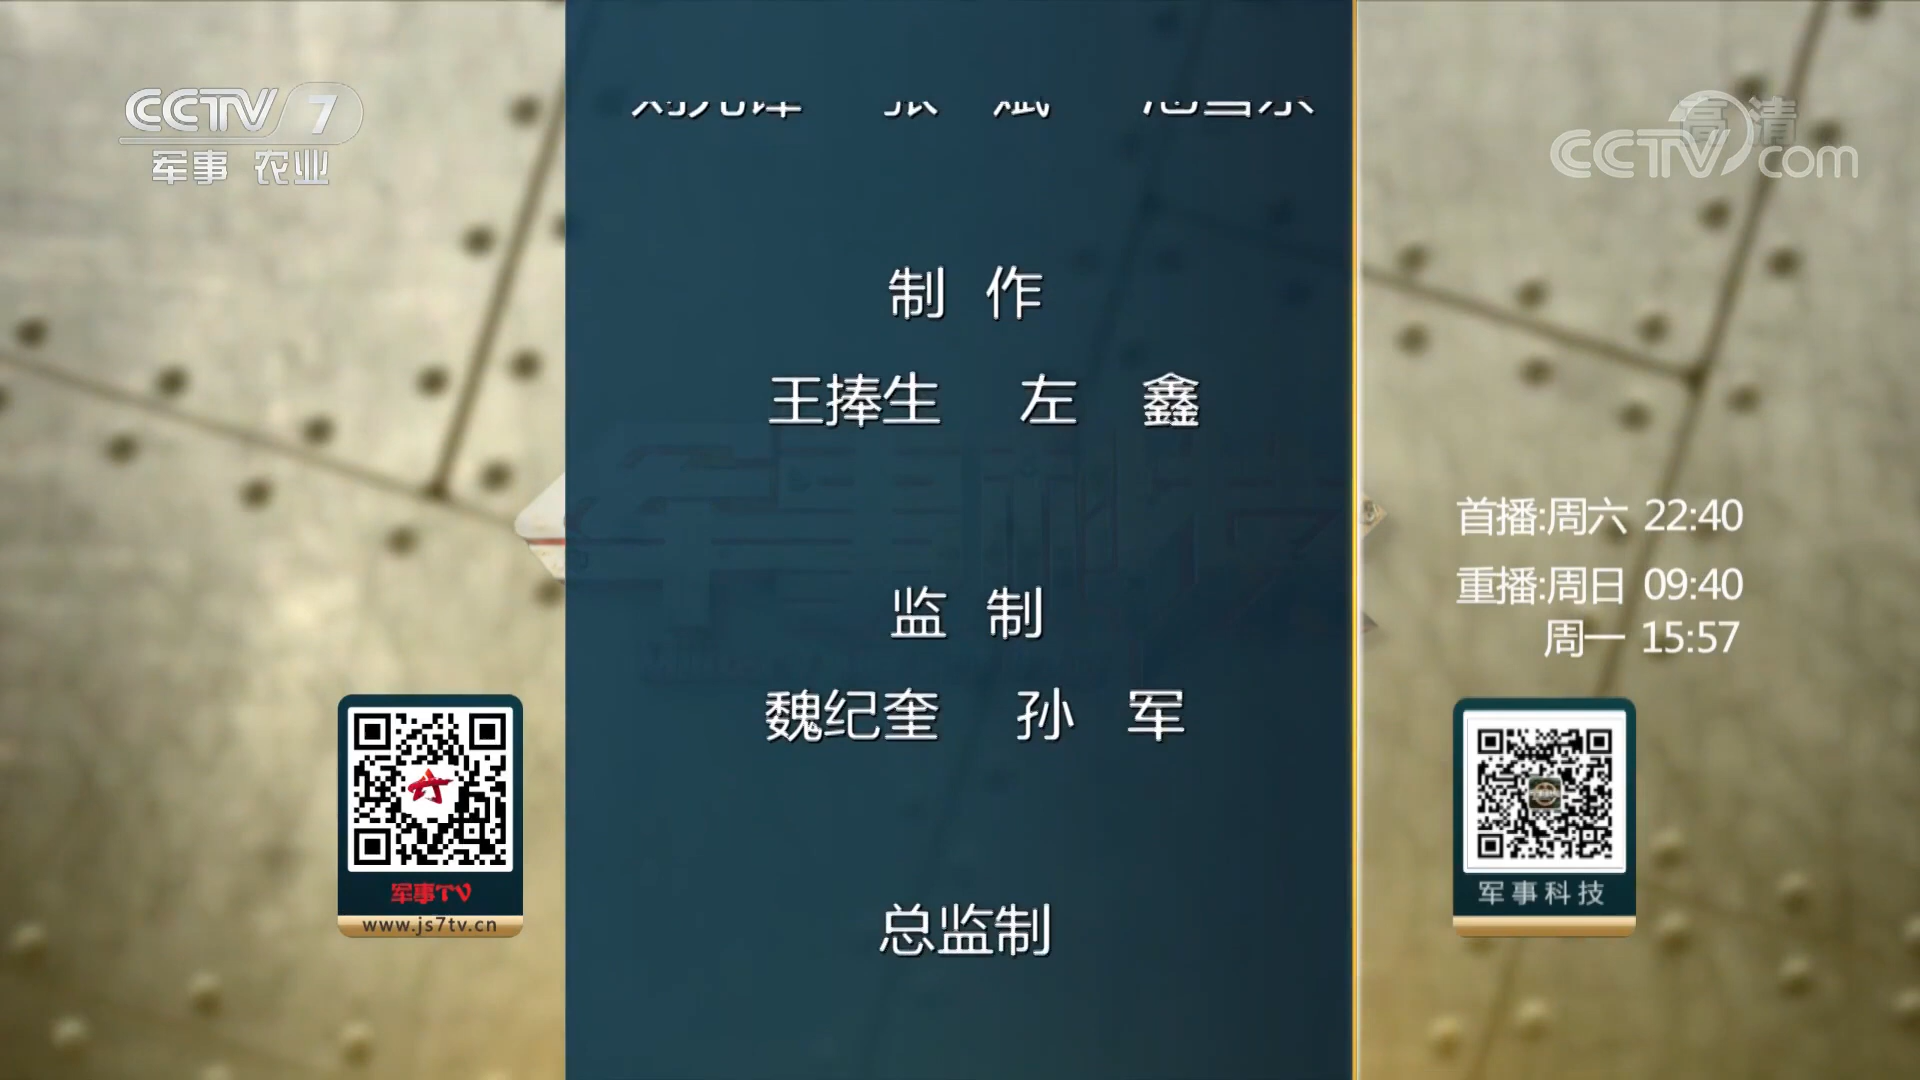 CCTV 7
军事 农业
高清
CCTV com
制 作
王捧生 左 鑫
监 制
魏纪奎 孙 军
总监制
首播:周六 22:40
重播:周日 09:40
周一 15:57
军事TV
www.js7tv.cn
军事科技